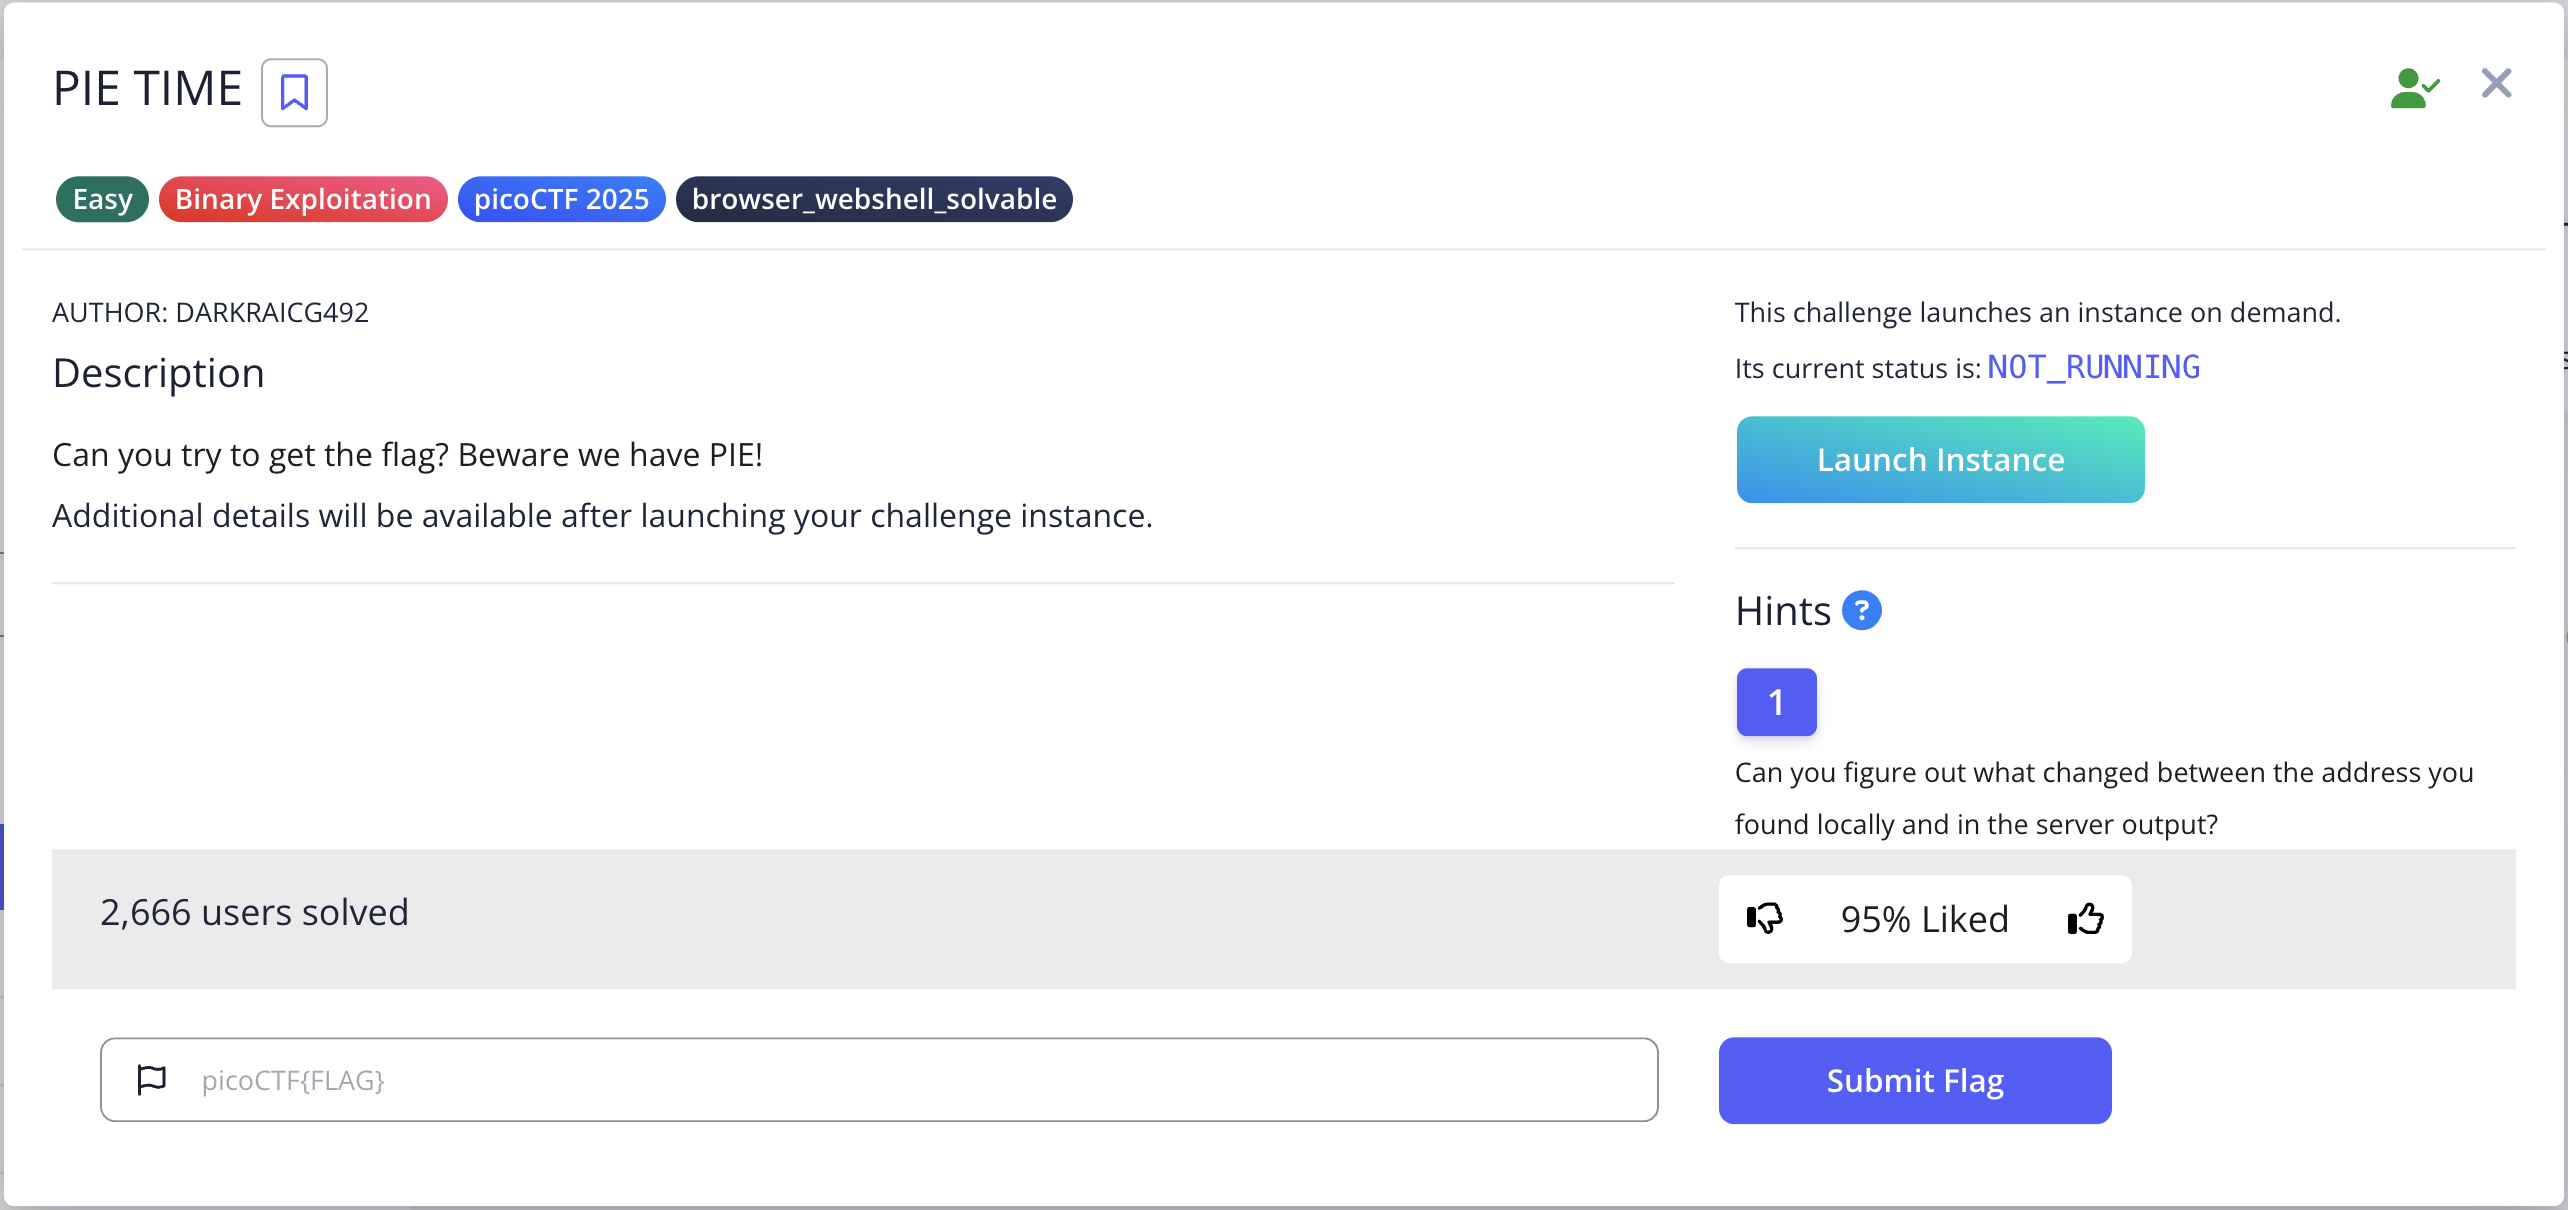 PIE TIME
Easy Binary Exploitation picoCTF 2025 browser_webshell_solvable
AUTHOR: DARKRAICG492
Description
Can you try to get the flag? Beware we have PIE!
Additional details will be available after launching your challenge instance.
This challenge launches an instance on demand.
Its current status is: NOT_RUNNING
Launch Instance
Hints ?
1
Can you figure out what changed between the address you
found locally and in the server output?
2,666 users solved
95% Liked
picoCTF{FLAG}
Submit Flag